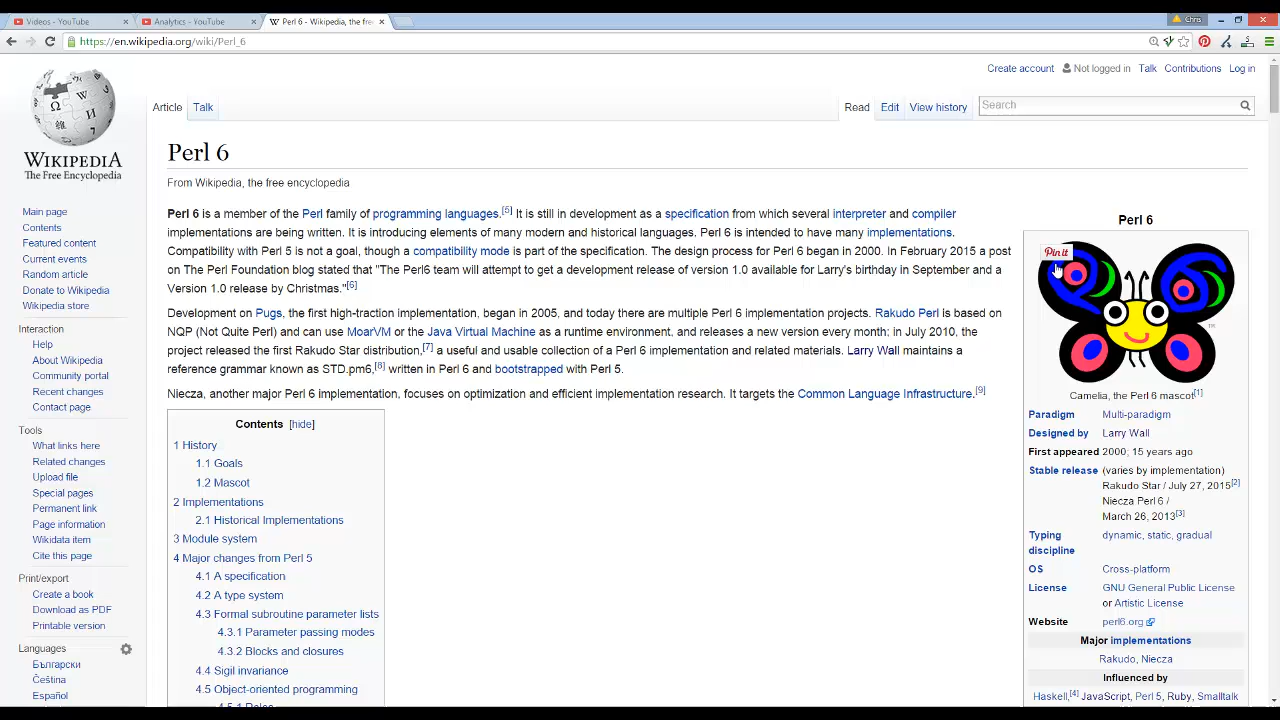 Videos - YouTube
Analytics - YouTube
Perl 6 - Wikipedia, the fre
Chris
https://en.wikipedia.org/wiki/Perl_6
Create account Not logged in Talk Contributions Log in
Article Talk Read Edit View history Search
WIKIPEDIA
The Free Encyclopedia
Main page
Contents
Featured content
Current events
Random article
Donate to Wikipedia
Wikipedia store
Interaction
Help
About Wikipedia
Community portal
Recent changes
Contact page
Tools
What links here
Related changes
Upload file
Special pages
Permanent link
Page information
Wikidata item
Cite this page
Print/export
Create a book
Download as PDF
Printable version
Languages
Български
Čeština
Español
Perl 6
From Wikipedia, the free encyclopedia
Perl 6 is a member of the Perl family of programming languages.[5] It is still in development as a specification from which several interpreter and compiler
implementations are being written. It is introducing elements of many modern and historical languages. Perl 6 is intended to have many implementations.
Compatibility with Perl 5 is not a goal, though a compatibility mode is part of the specification. The design process for Perl 6 began in 2000. In February 2015 a post
on The Perl Foundation blog stated that "The Perl6 team will attempt to get a development release of version 1.0 available for Larry's birthday in September and a
Version 1.0 release by Christmas."[6]
Development on Pugs, the first high-traction implementation, began in 2005, and today there are multiple Perl 6 implementation projects. Rakudo Perl is based on
NQP (Not Quite Perl) and can use MoarVM or the Java Virtual Machine as a runtime environment, and releases a new version every month; in July 2010, the
project released the first Rakudo Star distribution,[7] a useful and usable collection of a Perl 6 implementation and related materials. Larry Wall maintains a
reference grammar known as STD.pm6,[8] written in Perl 6 and bootstrapped with Perl 5.
Niecza, another major Perl 6 implementation, focuses on optimization and efficient implementation research. It targets the Common Language Infrastructure.[9]
Contents [hide]
1 History
1.1 Goals
1.2 Mascot
2 Implementations
2.1 Historical Implementations
3 Module system
4 Major changes from Perl 5
4.1 A specification
4.2 A type system
4.3 Formal subroutine parameter lists
4.3.1 Parameter passing modes
4.3.2 Blocks and closures
4.4 Sigil invariance
4.5 Object-oriented programming
4.5.1 Roles
Perl 6
Pin it
TM
Camelia, the Perl 6 mascot[1]
Paradigm Multi-paradigm
Designed by Larry Wall
First appeared 2000; 15 years ago
Stable release (varies by implementation)
Rakudo Star / July 27, 2015[2]
Niecza Perl 6 /
March 26, 2013[3]
Typing discipline dynamic, static, gradual
OS Cross-platform
License GNU General Public License
or Artistic License
Website perl6.org
Major implementations
Rakudo, Niecza
Influenced by
Haskell,[4] JavaScript, Perl 5, Ruby, Smalltalk